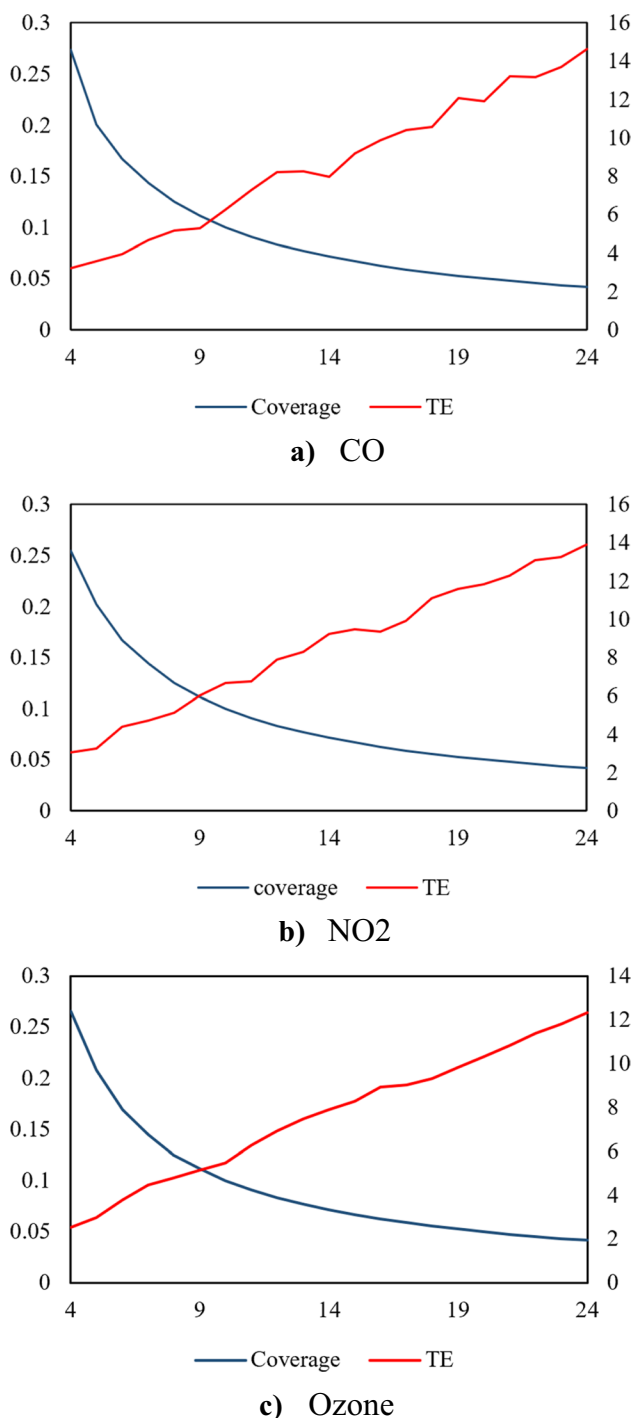 0.3 16
0.25 14
0.2 12
0.15 10
0.1 8
0.05 6
0 4
2
0
4 9 14 19 24
Coverage TE
a) CO
0.3 16
0.25 14
0.2 12
0.15 10
0.1 8
0.05 6
0 4
2
0
4 9 14 19 24
coverage TE
b) NO2
0.3 14
0.25 12
0.2 10
0.15 8
0.1 6
0.05 4
0 2
0
4 9 14 19 24
Coverage TE
c) Ozone